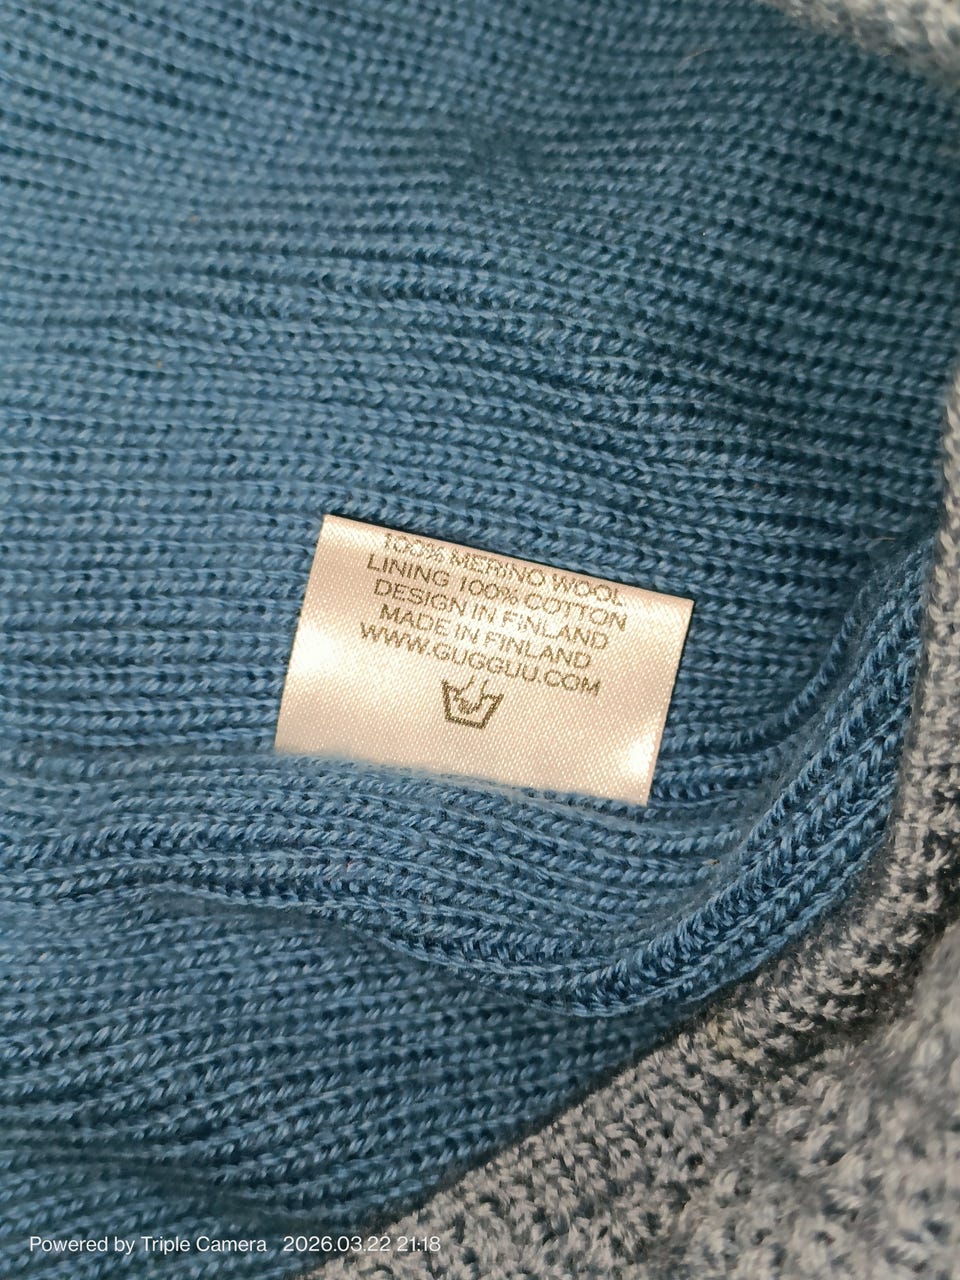 100% MERINO WOOL
LINING 100% COTTON
DESIGN IN FINLAND
MADE IN FINLAND
WWW.GUGGUU.COM
Powered by Triple Camera 2026.03.22 21:18